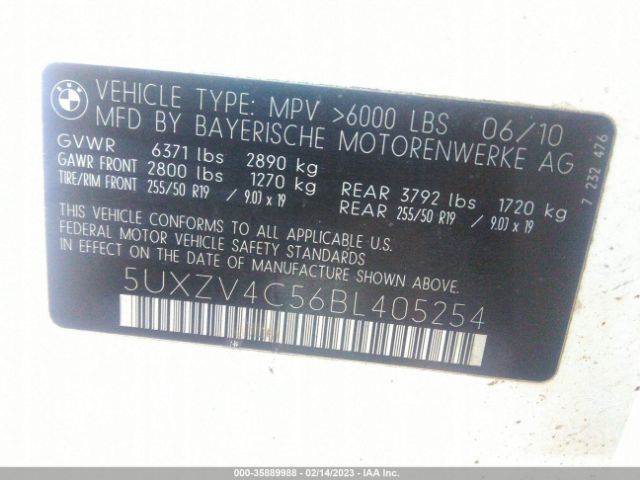 BMW
VEHICLE TYPE: MPV >6000 LBS 06/10
MFD BY BAYERISCHE MOTORENWERKE AG
GVWR 6371 lbs 2890 kg
GAWR FRONT 2800 lbs 1270 kg REAR 3792 lbs 1720 kg
TIRE/RIM FRONT 255/50 R19 / 9.0J x 19 REAR 255/50 R19 / 9.0J x 19
THIS VEHICLE CONFORMS TO ALL APPLICABLE U.S.
FEDERAL MOTOR VEHICLE SAFETY STANDARDS
IN EFFECT ON THE DATE OF MANUFACTURE SHOWN ABOVE.
5UXZV4C56BL405254
7 232 476
000-35889988 - 02/14/2023 - IAAI.com